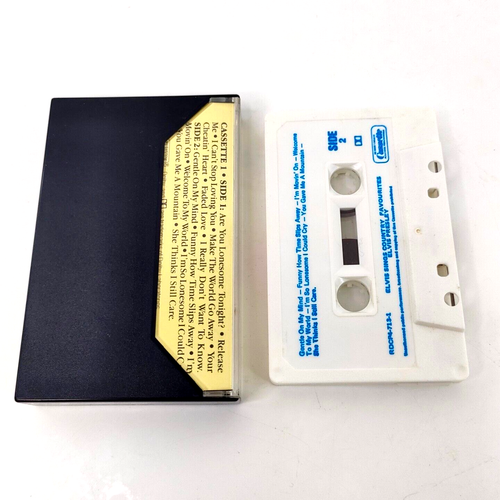 CASSETTE 1 • SIDE 1: Are You Lonesome Tonight? • Release
Me • I Can't Stop Loving You • Make The World Go Away • Your
Cheatin' Heart • Faded Love • I Really Don't Want To Know.
SIDE 2: Gentle On My Mind • Funny How Time Slips Away • I'm
Movin' On • Welcome To My World • I'm So Lonesome I Could C
You Gave Me A Mountain • She Thinks I Still Care.
SIDE
2
Gentle On My Mind – Funny How Time Slips Away – I'm Movin' On – Welcome
To My World – I'm So Lonesome I Could Cry – You Gave Me A Mountain –
She Thinks I Still Care.
ELVIS SINGS COUNTRY FAVOURITES
ELVIS PRESLEY